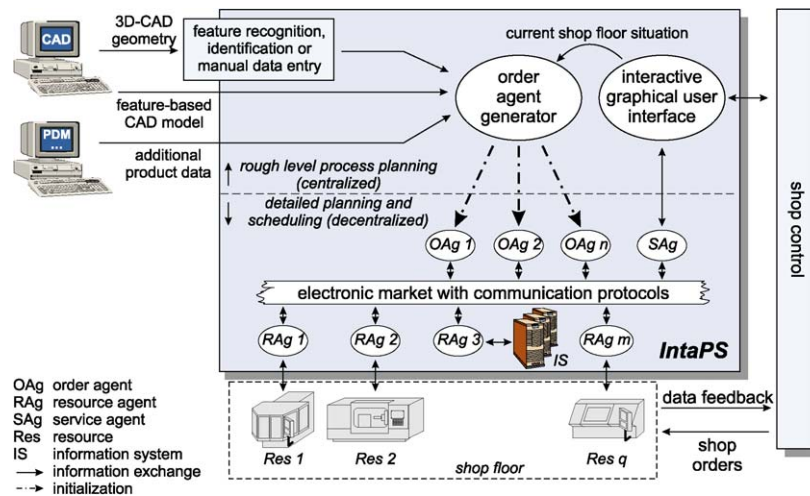 CAD
3D-CAD
geometry
feature recognition,
identification or
manual data entry
current shop floor situation
order
agent
generator
interactive
graphical user
interface
feature-based
CAD model
PDM
...
additional
product data
rough level process planning
(centralized)
detailed planning and
scheduling (decentralized)
OAg 1
OAg 2
OAg n
SAg
electronic market with communication protocols
RAg 1
RAg 2
RAg 3
IS
RAg m
IntaPS
shop control
OAg order agent
RAg resource agent
SAg service agent
Res resource
IS information system
information exchange
initialization
Res 1
Res 2
Res q
shop floor
data feedback
shop
orders